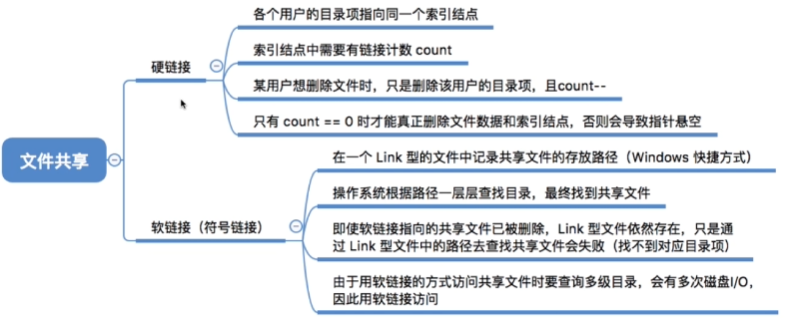 文件共享
硬链接
各个用户的目录项指向同一个索引结点
索引结点中需要有链接计数 count
某用户想删除文件时，只是删除该用户的目录项，且count--
只有 count == 0 时才能真正删除文件数据和索引结点，否则会导致指针悬空
软链接（符号链接）
在一个 Link 型的文件中记录共享文件的存放路径（Windows 快捷方式）
操作系统根据路径一层层查找目录，最终找到共享文件
即使软链接指向的共享文件已被删除，Link 型文件依然存在，只是通
过 Link 型文件中的路径去查找共享文件会失败（找不到对应目录项）
由于用软链接的方式访问共享文件时要查询多级目录，会有多次磁盘I/O，
因此用软链接访问